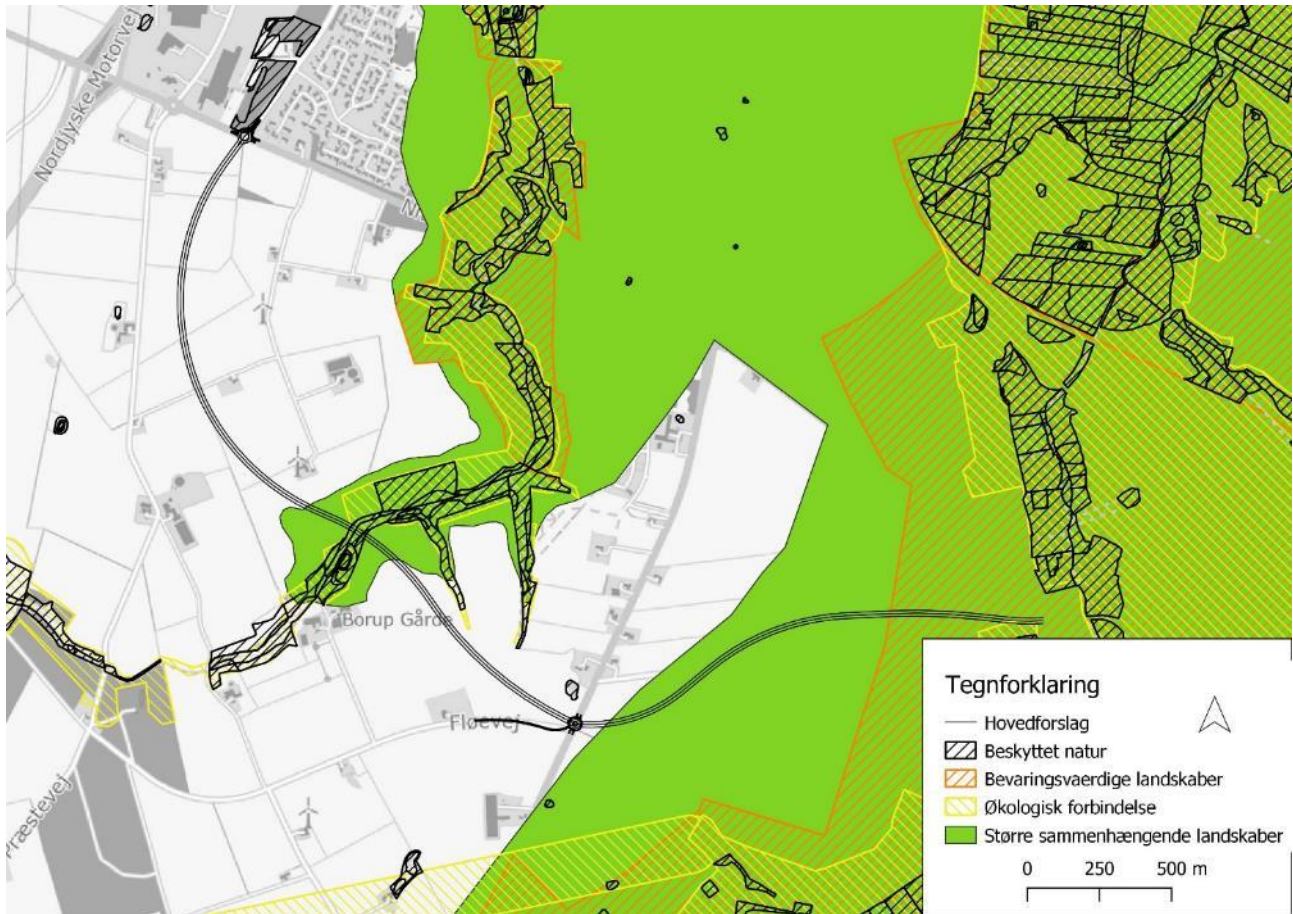 Nordjyske Motorvej
Borup Gårde
Fløevej
Præstevej
Tegnforklaring
Hovedforslag
Beskyttet natur
Bevaringsværdige landskaber
Økologisk forbindelse
Større sammenhængende landskaber
0 250 500 m